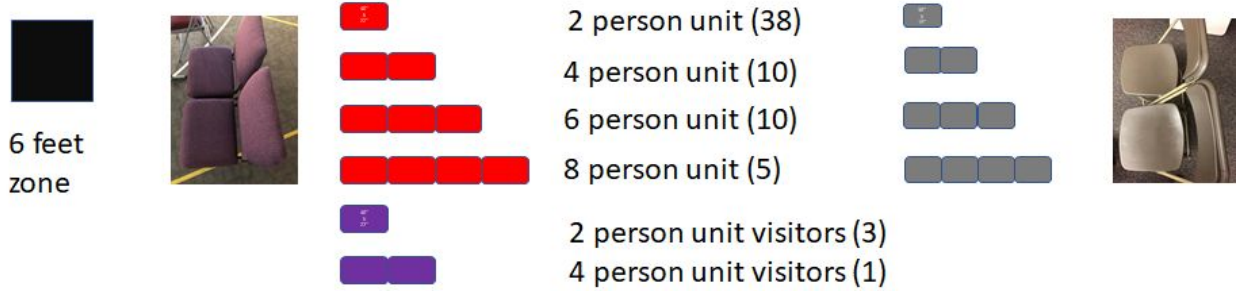 2 person unit (38)
4 person unit (10)
6 feet
zone
6 person unit (10)
8 person unit (5)
2 person unit visitors (3)
4 person unit visitors (1)